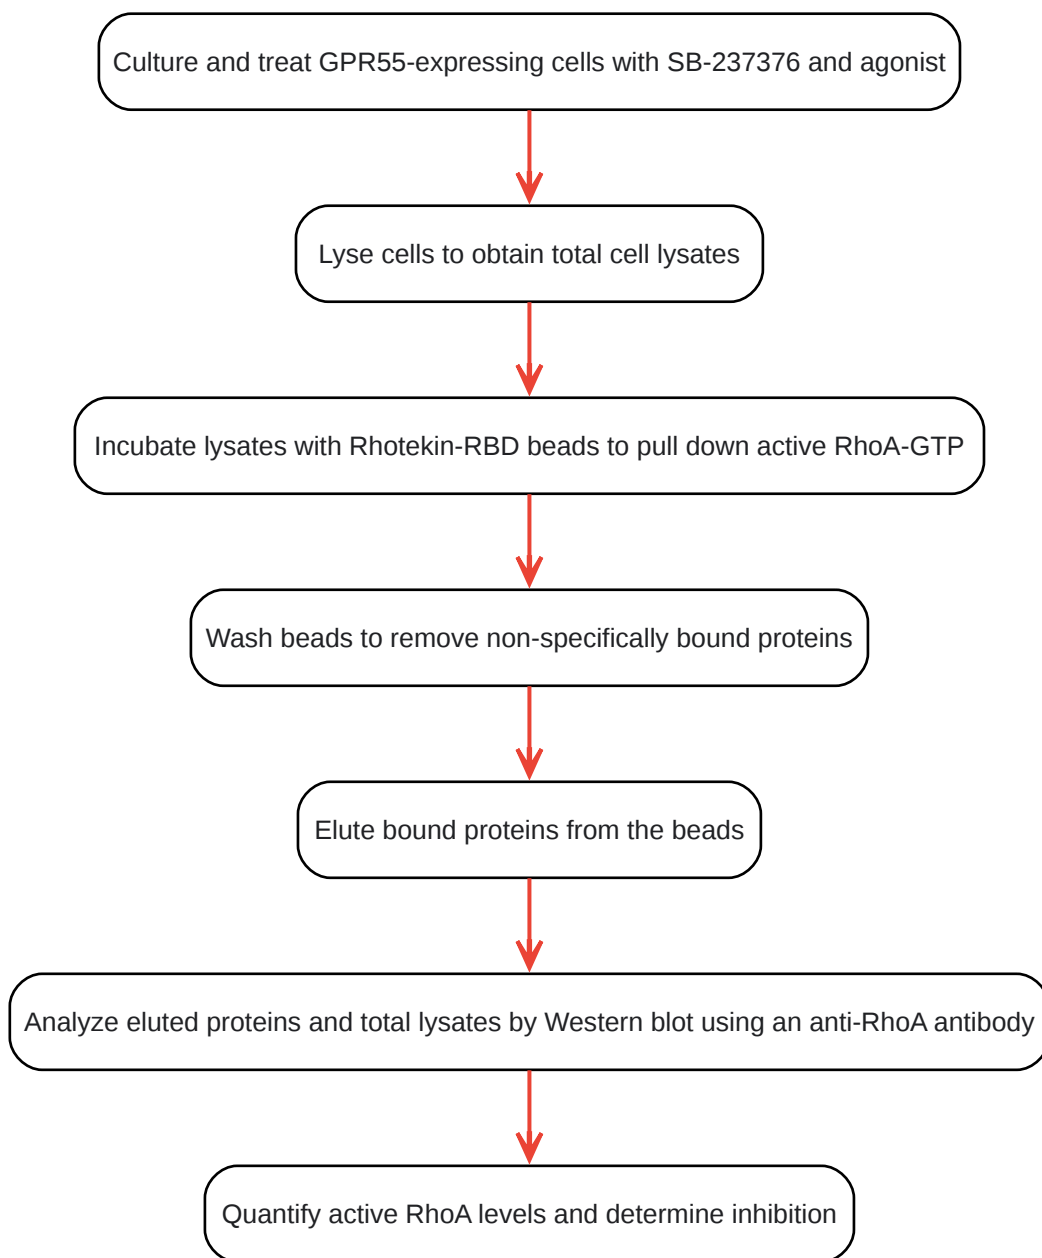 Culture and treat GPR55-expressing cells with SB-237376 and agonist
Lyse cells to obtain total cell lysates
Incubate lysates with Rhotekin-RBD beads to pull down active RhoA-GTP
Wash beads to remove non-specifically bound proteins
Elute bound proteins from the beads
Analyze eluted proteins and total lysates by Western blot using an anti-RhoA antibody
Quantify active RhoA levels and determine inhibition